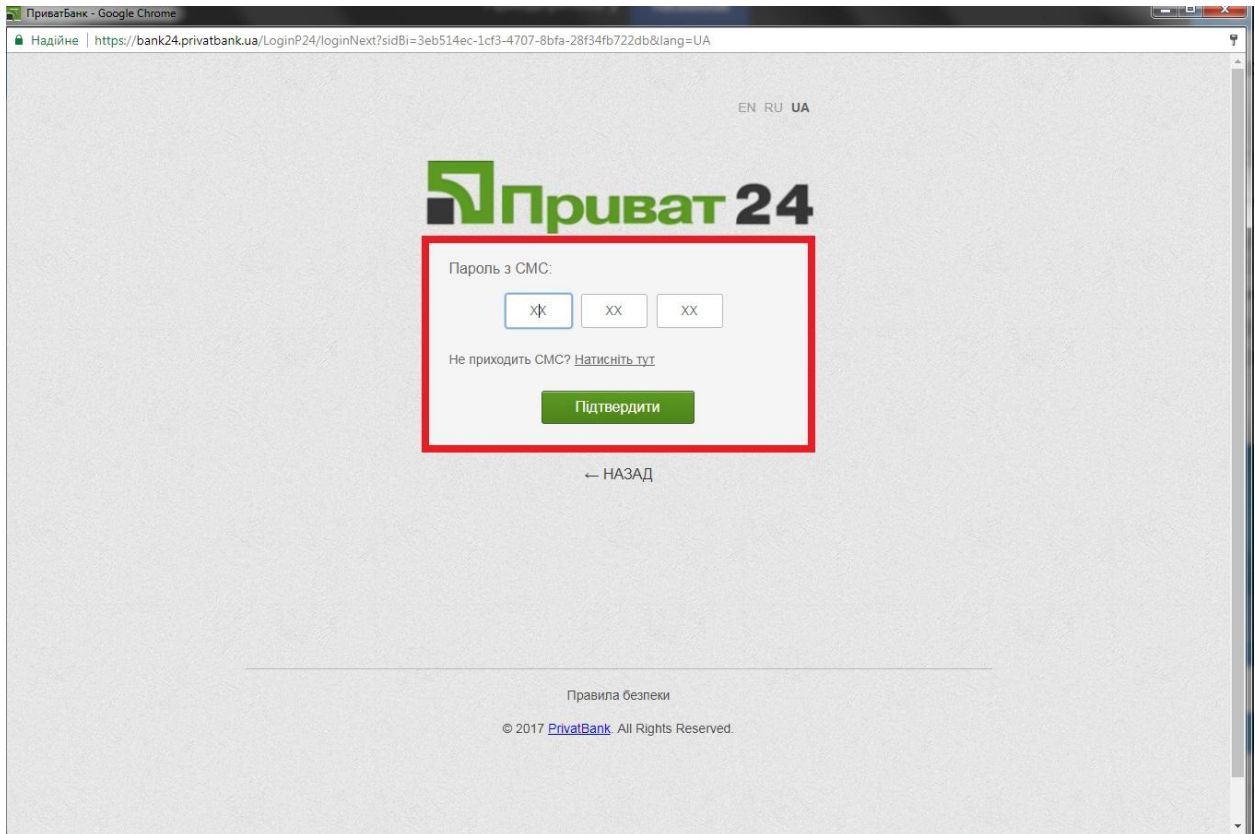 ПриватБанк - Google Chrome
Надійне | https://bank24.privatbank.ua/LoginP24/loginNext?sidBi=3eb514ec-1cf3-4707-8bfa-28f34fb722db&lang=UA
EN RU UA
Приват 24
Пароль з СМС:
XX XX XX
Не приходить СМС? Натисніть тут
Підтвердити
← НАЗАД
Правила безпеки
© 2017 PrivatBank. All Rights Reserved.